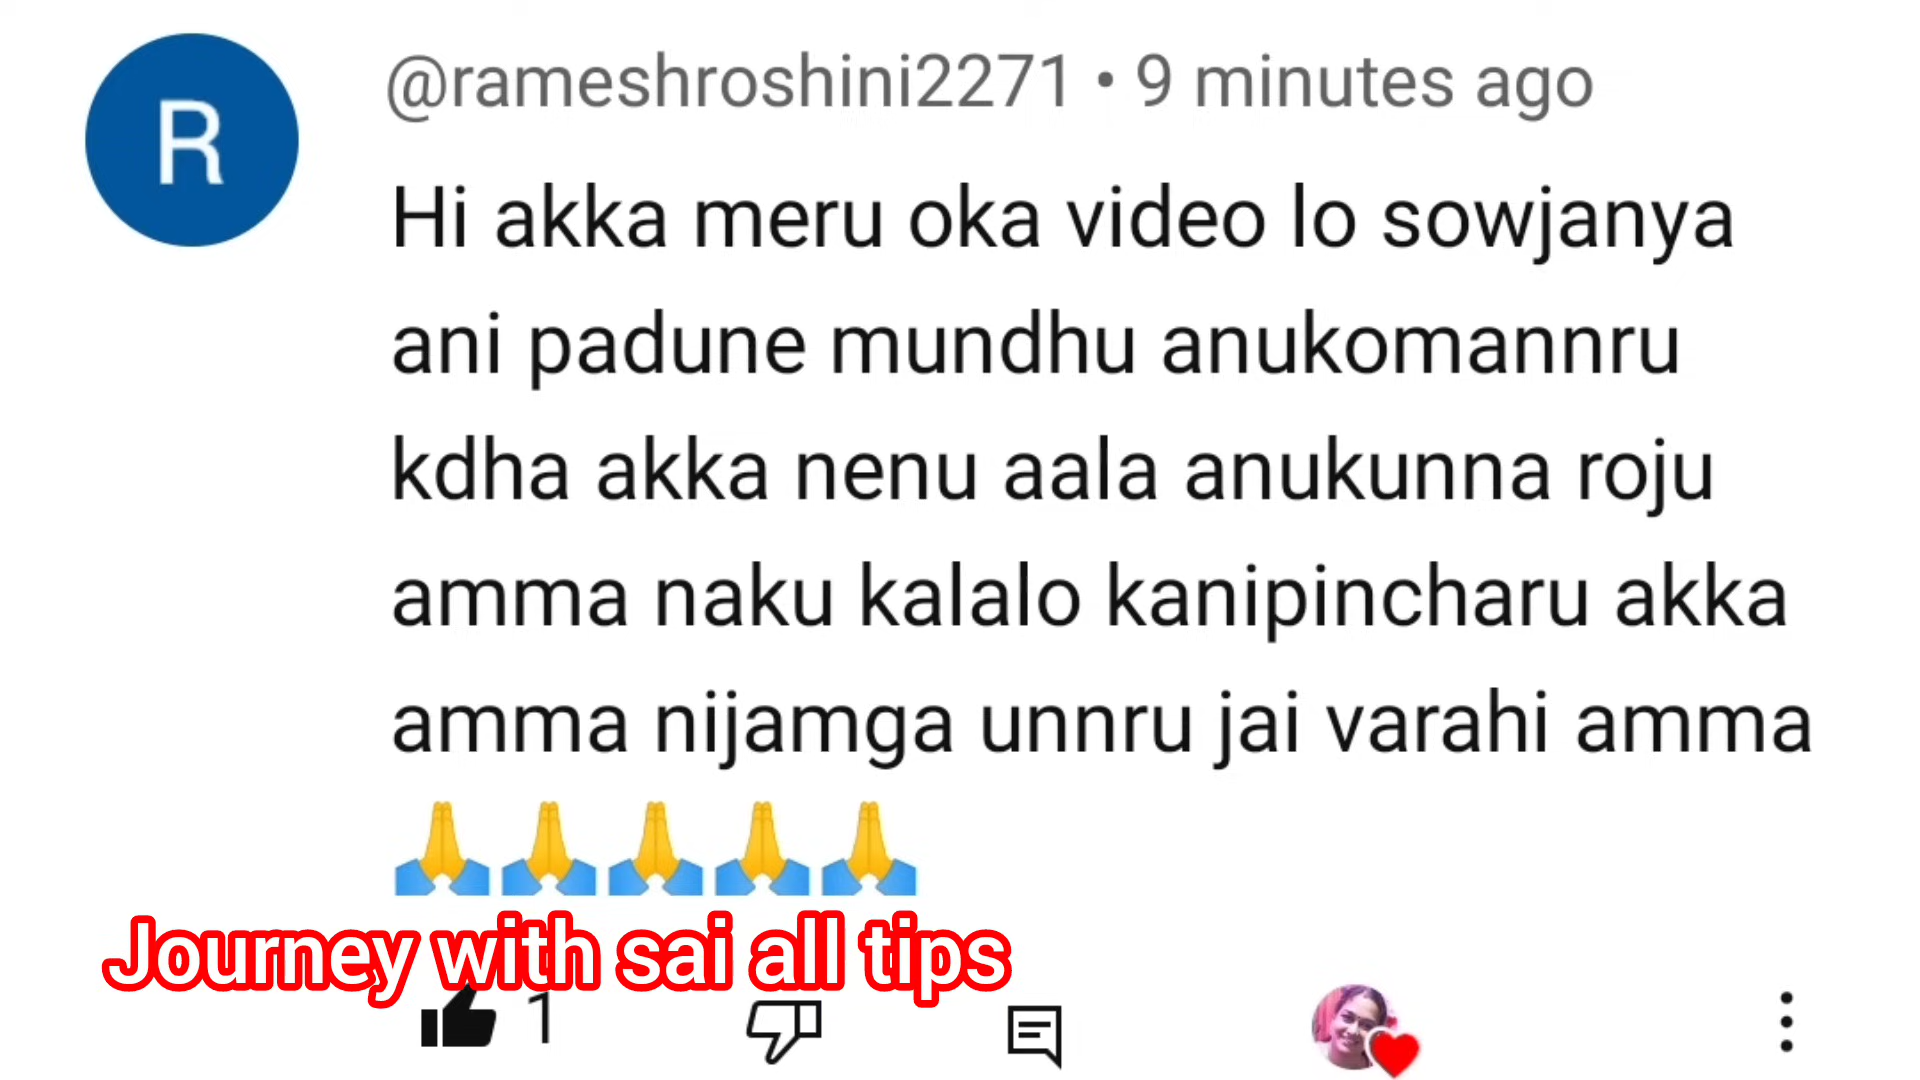 R
@rameshroshini2271 • 9 minutes ago
Hi akka meru oka video lo sowjanya
ani padune mundhu anukomannru
kdha akka nenu aala anukunna roju
amma naku kalalo kanipincharu akka
amma nijamga unnru jai varahi amma
🙏🙏🙏🙏🙏
Journey with sai all tips
1